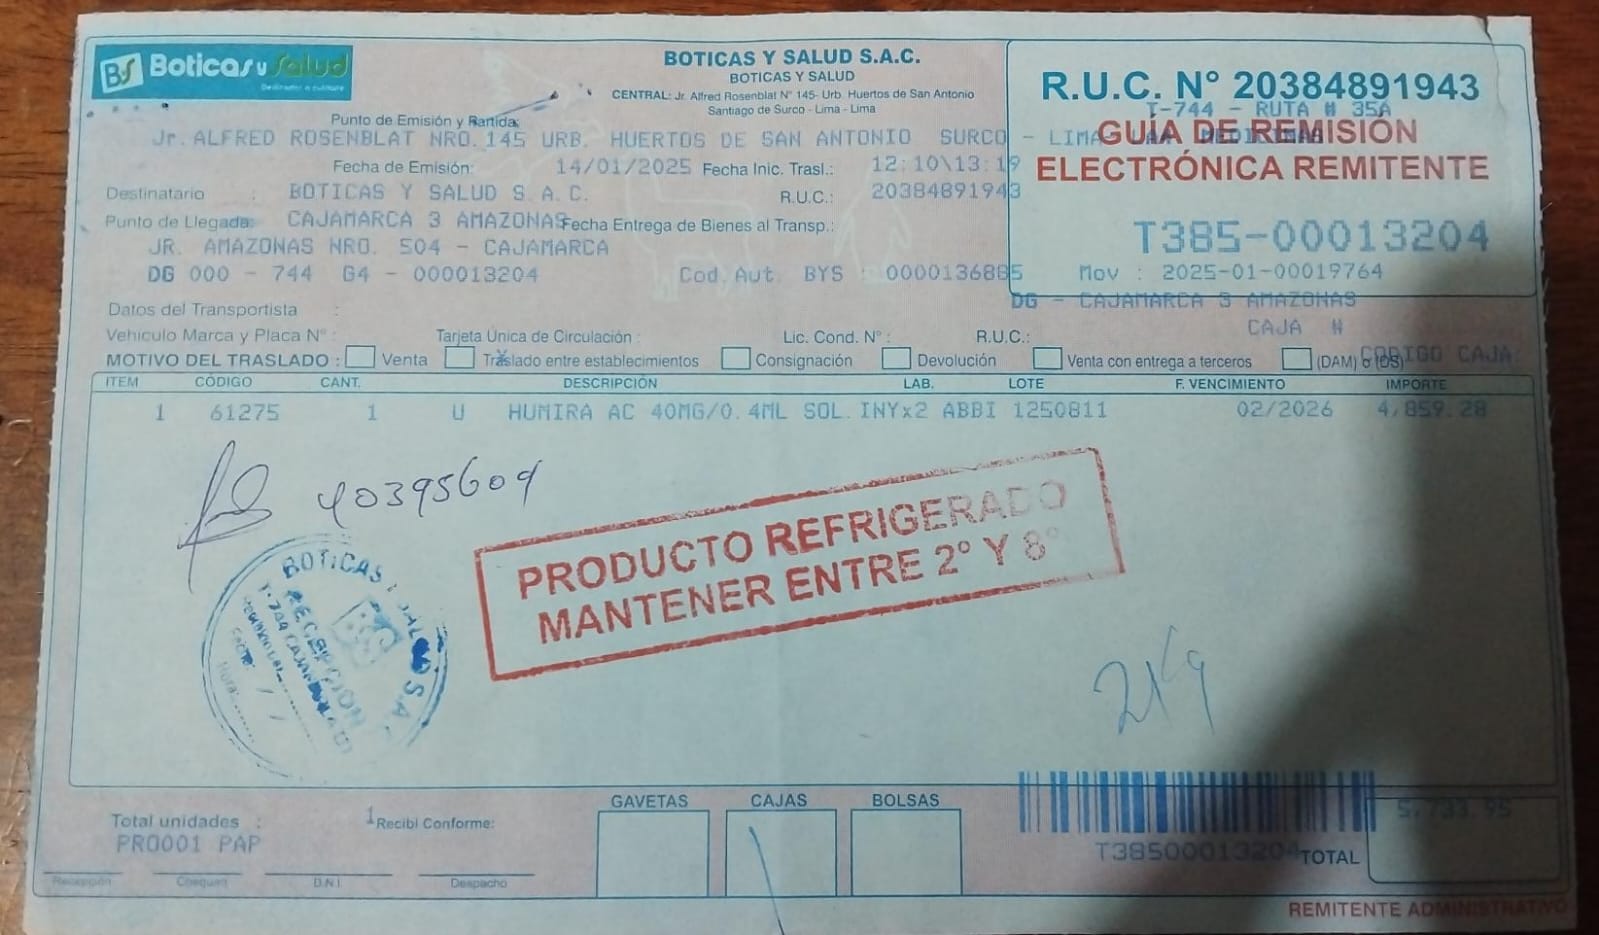 BS Boticas y Salud
BOTICAS Y SALUD S.A.C.
BOTICAS Y SALUD
CENTRAL: Jr. Alfred Rosenblat N° 145- Urb. Huertos de San Antonio
Santiago de Surco - Lima - Lima
R.U.C. N° 20384891943
T-744 - RUTA # 35A
GUÍA DE REMISIÓN
ELECTRÓNICA REMITENTE
T385-00013204
Mov : 2025-01-00019764
DG - CAJAMARCA 3 AMAZONAS
CAJA N
CODIGO CAJA:
Punto de Emisión y Partida:
Jr. ALFRED ROSENBLAT NRO. 145 URB. HUERTOS DE SAN ANTONIO SURCO - LIMA
Fecha de Emisión: 14/01/2025 Fecha Inic. Trasl.: 12:10\13:19
Destinatario : BOTICAS Y SALUD S.A.C. R.U.C.: 20384891943
Punto de Llegada: CAJAMARCA 3 AMAZONAS Fecha Entrega de Bienes al Transp.:
JR. AMAZONAS NRO. 504 - CAJAMARCA
DG 000 - 744 G4 - 000013204 Cod. Aut. BYS : 0000136885
Datos del Transportista :
Vehículo Marca y Placa N° : Tarjeta Única de Circulación : Lic. Cond. N° : R.U.C.:
MOTIVO DEL TRASLADO : Venta Traslado entre establecimientos Consignación Devolución Venta con entrega a terceros (DAM) ó (DS)
ITEM CÓDIGO CANT. DESCRIPCIÓN LAB. LOTE F. VENCIMIENTO IMPORTE
1 61275 1 U HUMIRA AC 40MG/0.4ML SOL.INYx2 ABBI 1250811 02/2026 4,859.28
40395609
PRODUCTO REFRIGERADO
MANTENER ENTRE 2° Y 8°
BOTICAS Y SALUD S.A.
RECEPCION
21(9
GAVETAS CAJAS BOLSAS
Total unidades : 1 Recibí Conforme:
PRO001 PAP
5,733.95
T38500013204 TOTAL
Recepción Chequeo D.N.I. Despacho
REMITENTE ADMINISTRATIVO